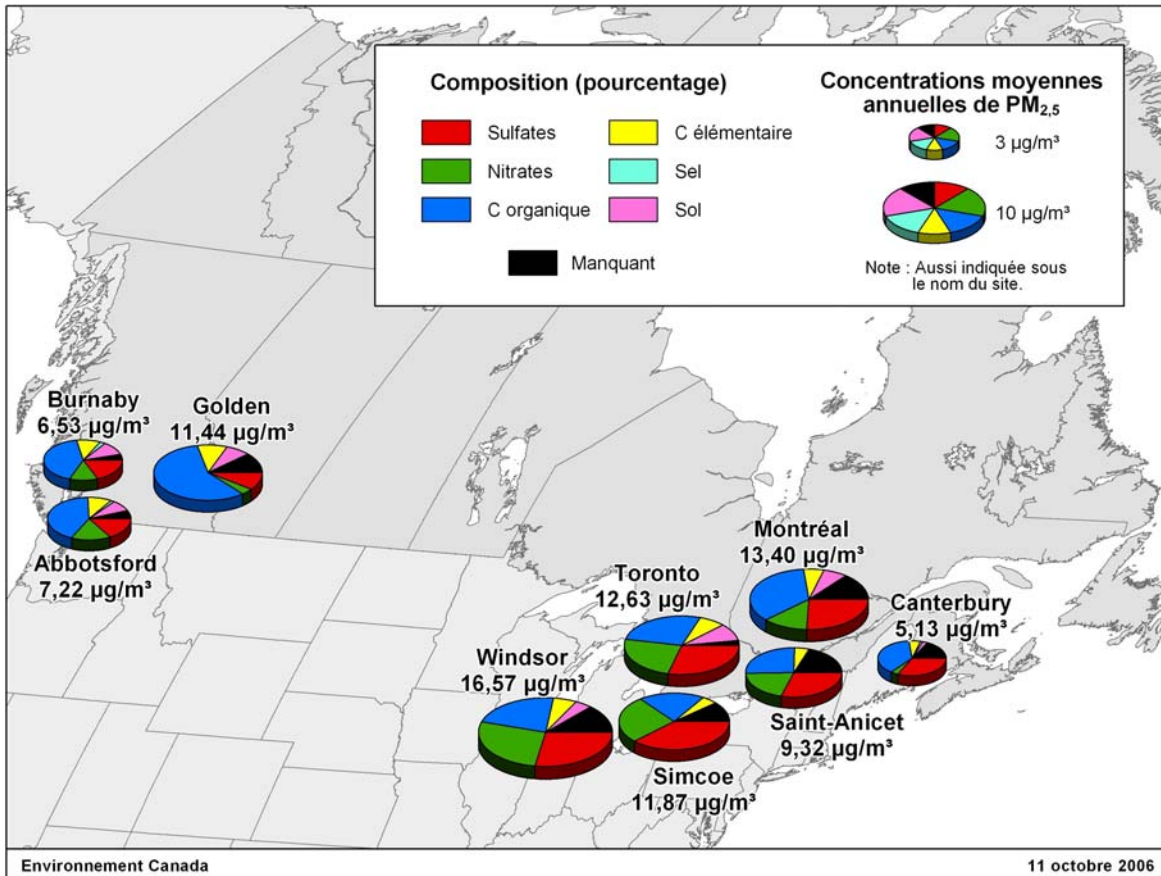 Composition (pourcentage)
Sulfates
C élémentaire
Nitrates
Sel
C organique
Sol
Manquant
Concentrations moyennes
annuelles de PM2,5
3 µg/m³
10 µg/m³
Note : Aussi indiquée sous
le nom du site.
Burnaby
6,53 µg/m³
Golden
11,44 µg/m³
Abbotsford
7,22 µg/m³
Montréal
13,40 µg/m³
Toronto
12,63 µg/m³
Canterbury
5,13 µg/m³
Windsor
16,57 µg/m³
Saint-Anicet
9,32 µg/m³
Simcoe
11,87 µg/m³
Environnement Canada
11 octobre 2006